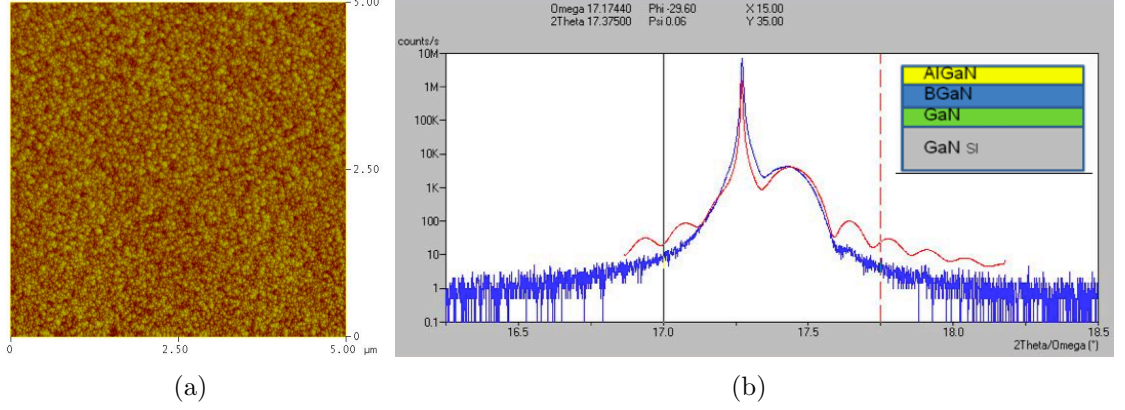 5.00
2.50
0
0 2.50 5.00 µm
(a)
Omega 17.17440 Phi -29.60 X 15.00
2Theta 17.37500 Psi 0.06 Y 35.00
counts/s
10M
1M
100K
10K
1K
100
10
1
0.1
16.5 17.0 17.5 18.0 18.5
2Theta/Omega (°)
AlGaN
BGaN
GaN
GaN SI
(b)